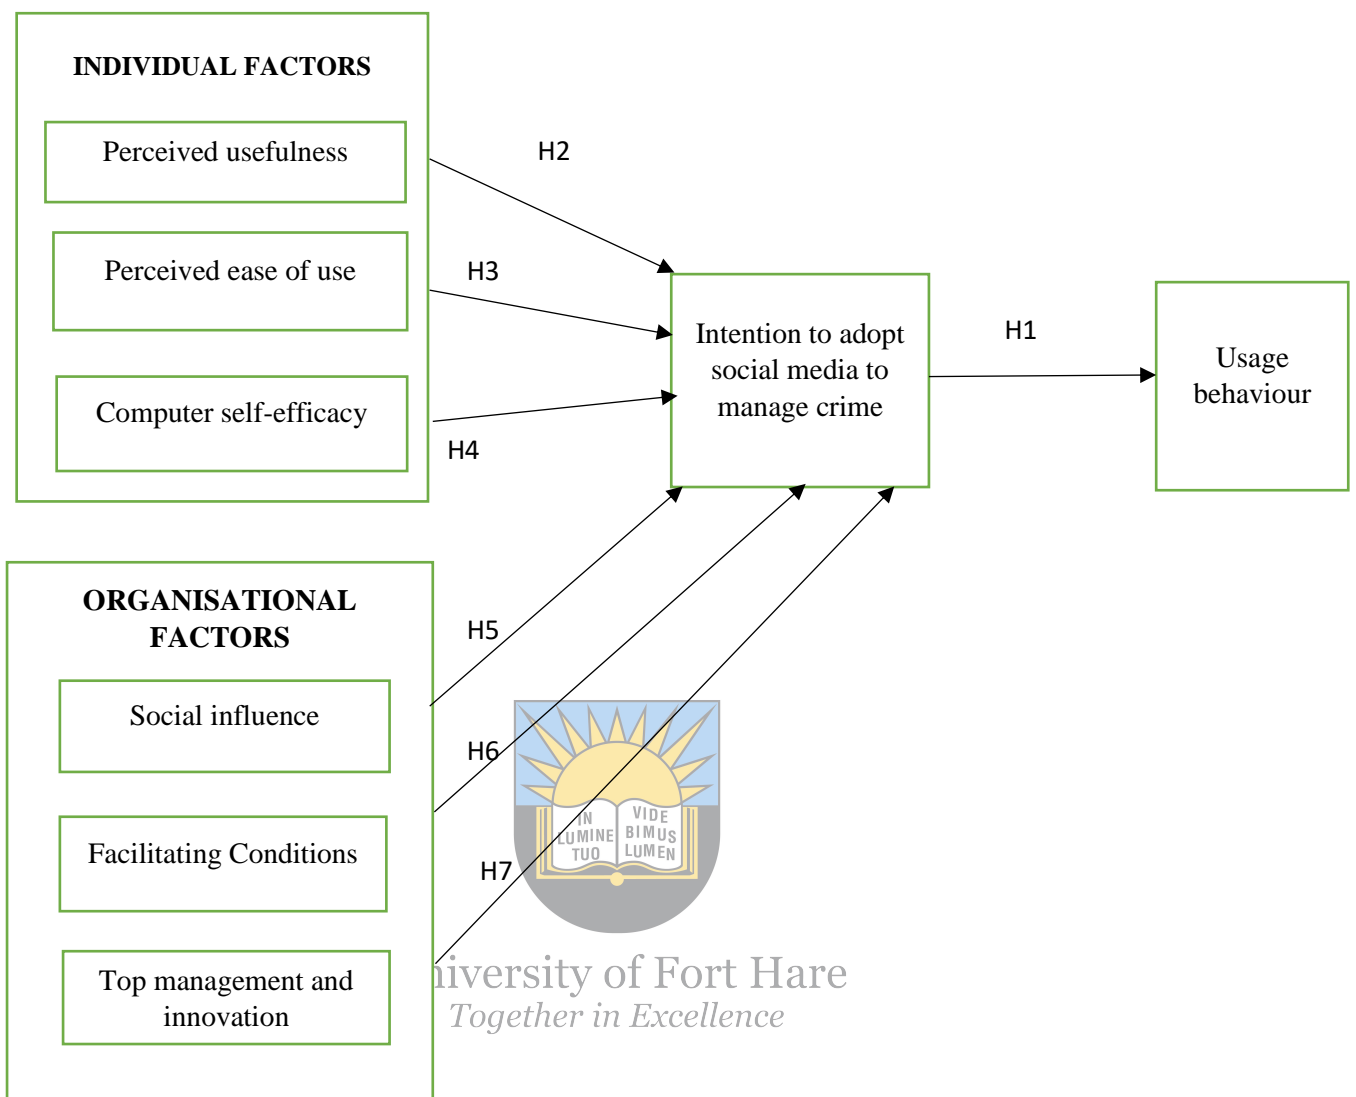 INDIVIDUAL FACTORS
Perceived usefulness
Perceived ease of use
Computer self-efficacy
H2
H3
H4
Intention to adopt
social media to
manage crime
H1
Usage
behaviour
ORGANISATIONAL
FACTORS
Social influence
Facilitating Conditions
Top management and
innovation
H5
H6
H7
IN
LUMINE
TUO
VIDE
BIMUS
LUMEN
niversity of Fort Hare
Together in Excellence